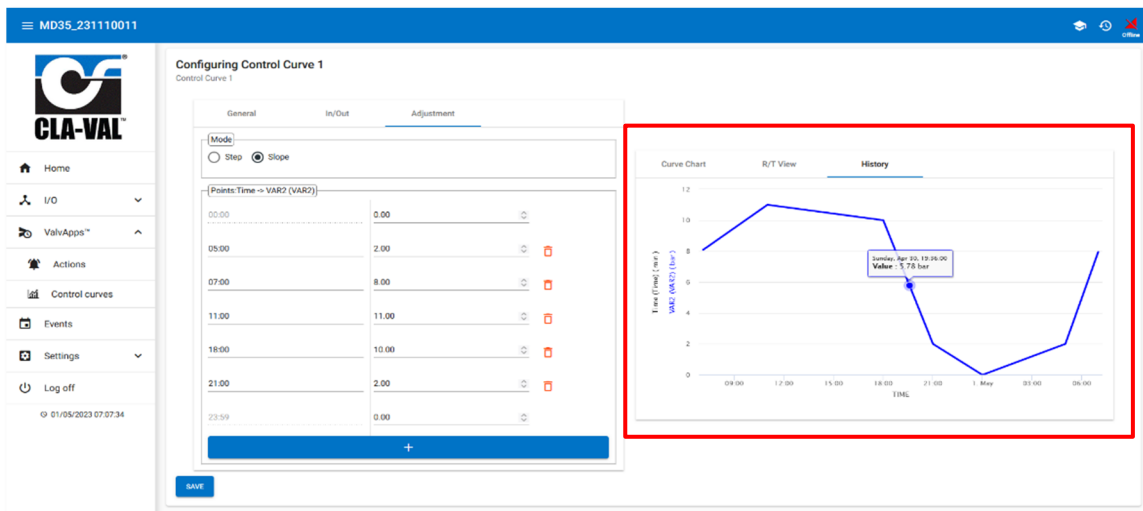 MD35_231110011
Offline
CLA-VAL
Home
I/O
ValvApps™
Actions
Control curves
Events
Settings
Log off
01/05/2023 07:07:34
Configuring Control Curve 1
Control Curve 1
General In/Out Adjustment
Mode
Step Slope
Points:Time -> VAR2 (VAR2)
00:00 0.00
05:00 2.00
07:00 8.00
11:00 11.00
18:00 10.00
21:00 2.00
23:59 0.00
+
SAVE
Curve Chart R/T View History
12
10
8
6
4
2
0
Time (Time) (min)
VAR2 (VAR2) (bar)
Sunday, Apr 30, 19:36:00
Value : 5.78 bar
09:00 12:00 15:00 18:00 21:00 1. May 03:00 06:00
TIME